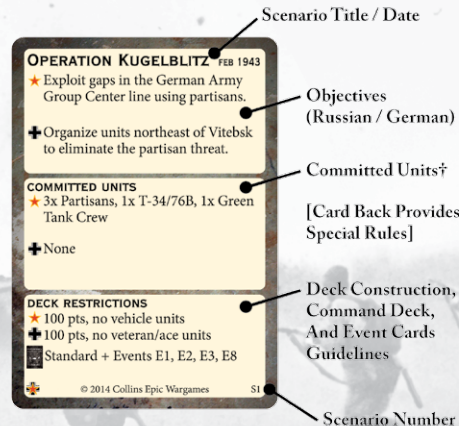 Scenario Title / Date
OPERATION KUGELBLITZ FEB 1943
Exploit gaps in the German Army
Group Center line using partisans.
Organize units northeast of Vitebsk
to eliminate the partisan threat.
Objectives
(Russian / German)
COMMITTED UNITS
3x Partisans, 1x T-34/76B, 1x Green
Tank Crew
None
Committed Units†
[Card Back Provides
Special Rules]
DECK RESTRICTIONS
100 pts, no vehicle units
100 pts, no veteran/ace units
Standard + Events E1, E2, E3, E8
Deck Construction,
Command Deck,
And Event Cards
Guidelines
© 2014 Collins Epic Wargames S1
Scenario Number